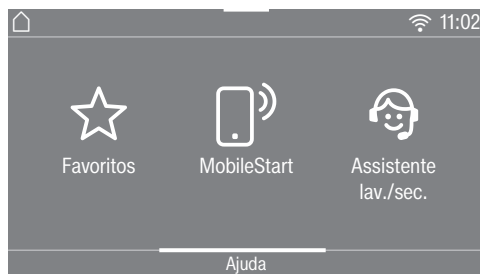 11:02
Favoritos
MobileStart
Assistente
lav./sec.
Ajuda